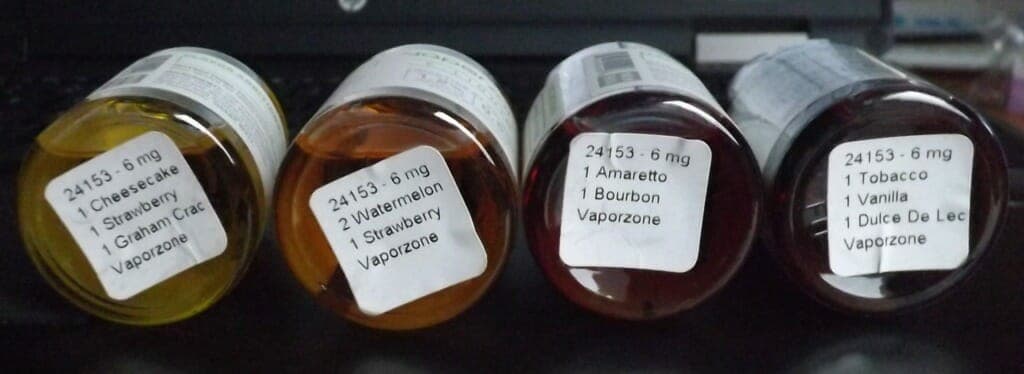 24153 - 6 mg
1 Cheesecake
1 Strawberry
1 Graham Crac
Vaporzone
24153 - 6 mg
2 Watermelon
1 Strawberry
Vaporzone
24153 - 6 mg
1 Amaretto
1 Bourbon
Vaporzone
24153 - 6 mg
1 Tobacco
1 Vanilla
1 Dulce De Lec
Vaporzone